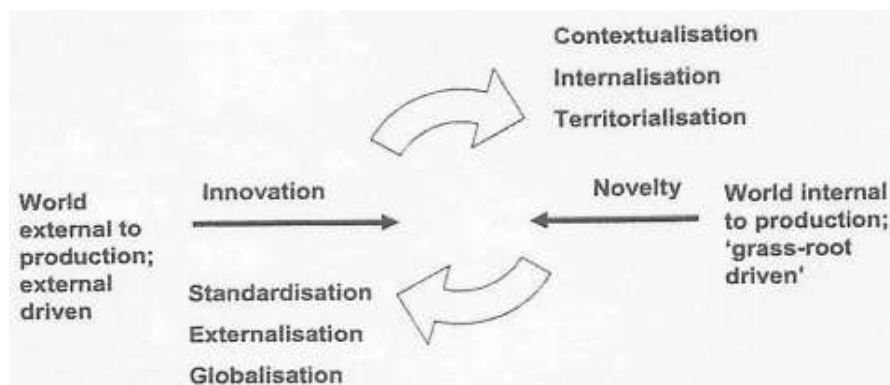 Contextualisation
Internalisation
Territorialisation
Innovation
Novelty
World
external to
production;
external
driven
World internal
to production;
‘grass-root
driven’
Standardisation
Externalisation
Globalisation